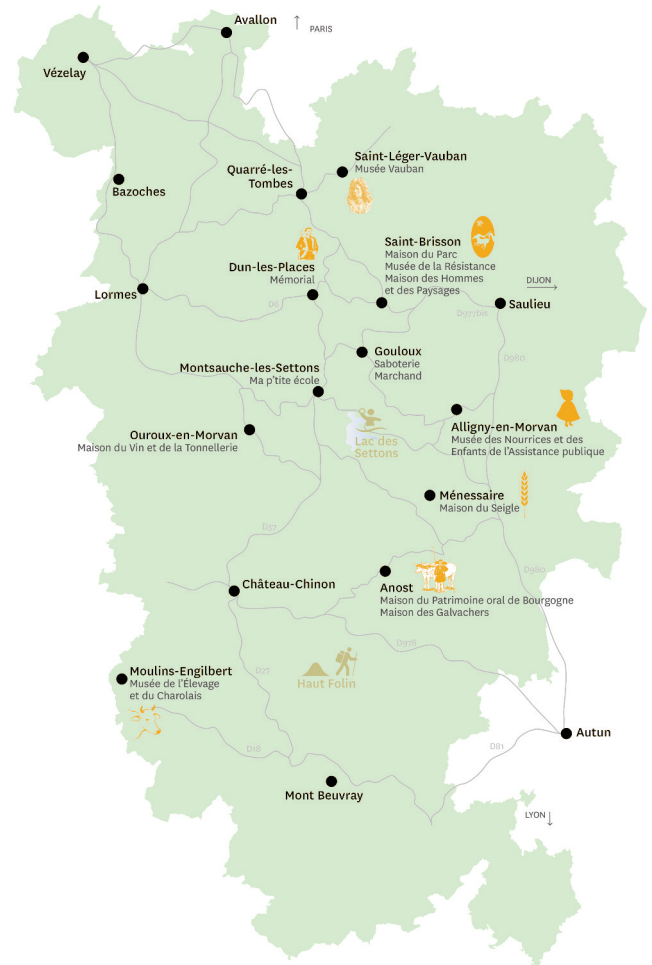 Avallon
PARIS
Vézelay
Saint-Léger-Vauban
Musée Vauban
Quarré-les-
Tombes
Bazoches
Saint-Brisson
Maison du Parc
Musée de la Résistance
Maison des Hommes
et des Paysages
Dun-les-Places
Mémorial
DIJON
Lormes
D6
D977bis
Saulieu
D980
Gouloux
Saboterie
Marchand
Montsauche-les-Settons
Ma p'tite école
Alligny-en-Morvan
Musée des Nourrices et des
Enfants de l'Assistance publique
Ouroux-en-Morvan
Maison du Vin et de la Tonnellerie
Lac des
Settons
Ménessaire
Maison du Seigle
D37
D980
Château-Chinon
Anost
Maison du Patrimoine oral de Bourgogne
Maison des Galvachers
D978
D27
Haut Folin
Moulins-Engilbert
Musée de l'Élevage
et du Charolais
Autun
D18
D81
Mont Beuvray
LYON